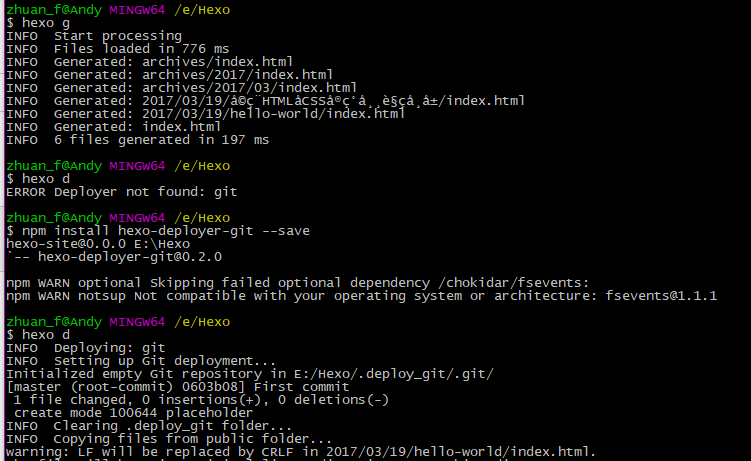 zhuan_f@Andy MINGW64 /e/Hexo
$ hexo g
INFO  Start processing
INFO  Files loaded in 776 ms
INFO  Generated: archives/index.html
INFO  Generated: archives/2017/index.html
INFO  Generated: archives/2017/03/index.html
INFO  Generated: 2017/03/19/å©ç¨HTMLåCSSå®ç°å¸¸è§çå¸å±/index.html
INFO  Generated: 2017/03/19/hello-world/index.html
INFO  Generated: index.html
INFO  6 files generated in 197 ms
zhuan_f@Andy MINGW64 /e/Hexo
$ hexo d
ERROR Deployer not found: git
zhuan_f@Andy MINGW64 /e/Hexo
$ npm install hexo-deployer-git --save
hexo-site@0.0.0 E:\Hexo
`-- hexo-deployer-git@0.2.0
npm WARN optional Skipping failed optional dependency /chokidar/fsevents:
npm WARN notsup Not compatible with your operating system or architecture: fsevents@1.1.1
zhuan_f@Andy MINGW64 /e/Hexo
$ hexo d
INFO  Deploying: git
INFO  Setting up Git deployment...
Initialized empty Git repository in E:/Hexo/.deploy_git/.git/
[master (root-commit) 0603b08] First commit
 1 file changed, 0 insertions(+), 0 deletions(-)
 create mode 100644 placeholder
INFO  Clearing .deploy_git folder...
INFO  Copying files from public folder...
warning: LF will be replaced by CRLF in 2017/03/19/hello-world/index.html.